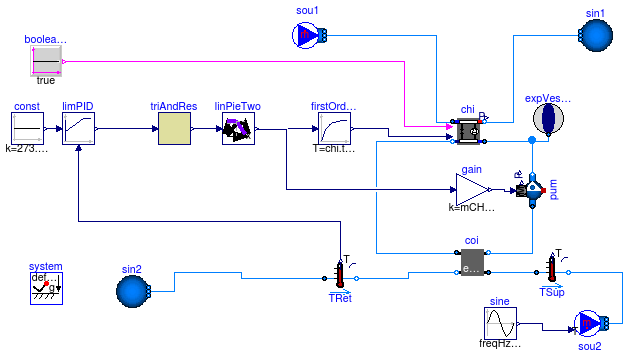 sou1
sin1
boolea...
true
const
k=273....
limPID
triAndRes
linPieTwo
firstOrd...
T=chi.t...
chi
expVes...
gain
k=mCH...
pum
coi
e...
system
def...
g
sin2
T
TRet
T
TSup
sine
freqHz...
sou2